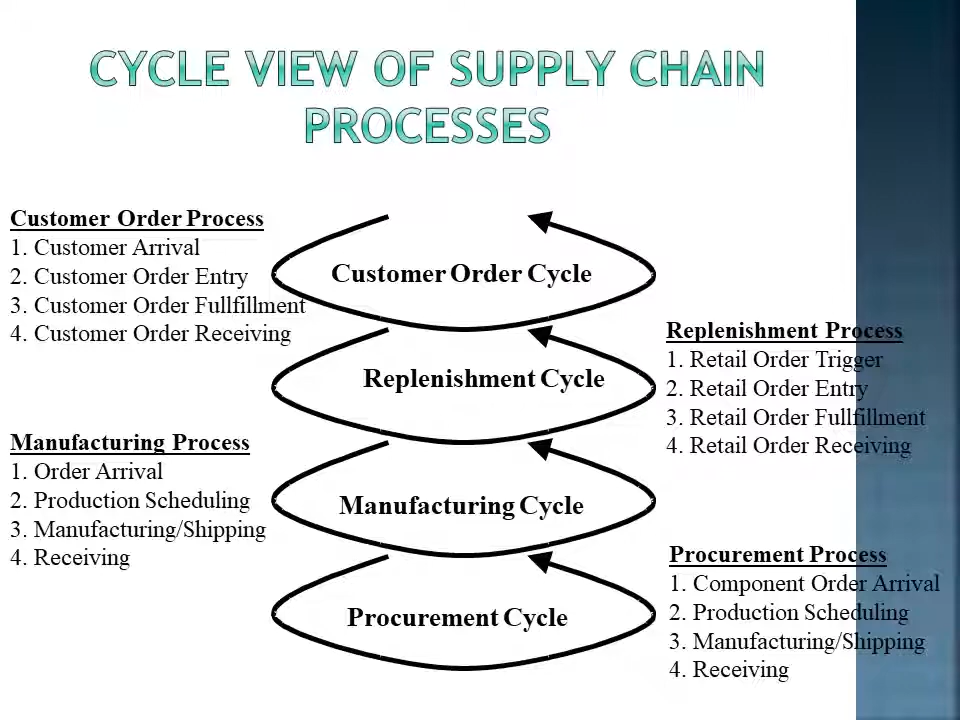 CYCLE VIEW OF SUPPLY CHAIN
PROCESSES
Customer Order Process
1. Customer Arrival
2. Customer Order Entry
3. Customer Order Fullfillment
4. Customer Order Receiving
Customer Order Cycle
Replenishment Process
1. Retail Order Trigger
2. Retail Order Entry
3. Retail Order Fullfillment
4. Retail Order Receiving
Replenishment Cycle
Manufacturing Process
1. Order Arrival
2. Production Scheduling
3. Manufacturing/Shipping
4. Receiving
Manufacturing Cycle
Procurement Process
1. Component Order Arrival
2. Production Scheduling
3. Manufacturing/Shipping
4. Receiving
Procurement Cycle